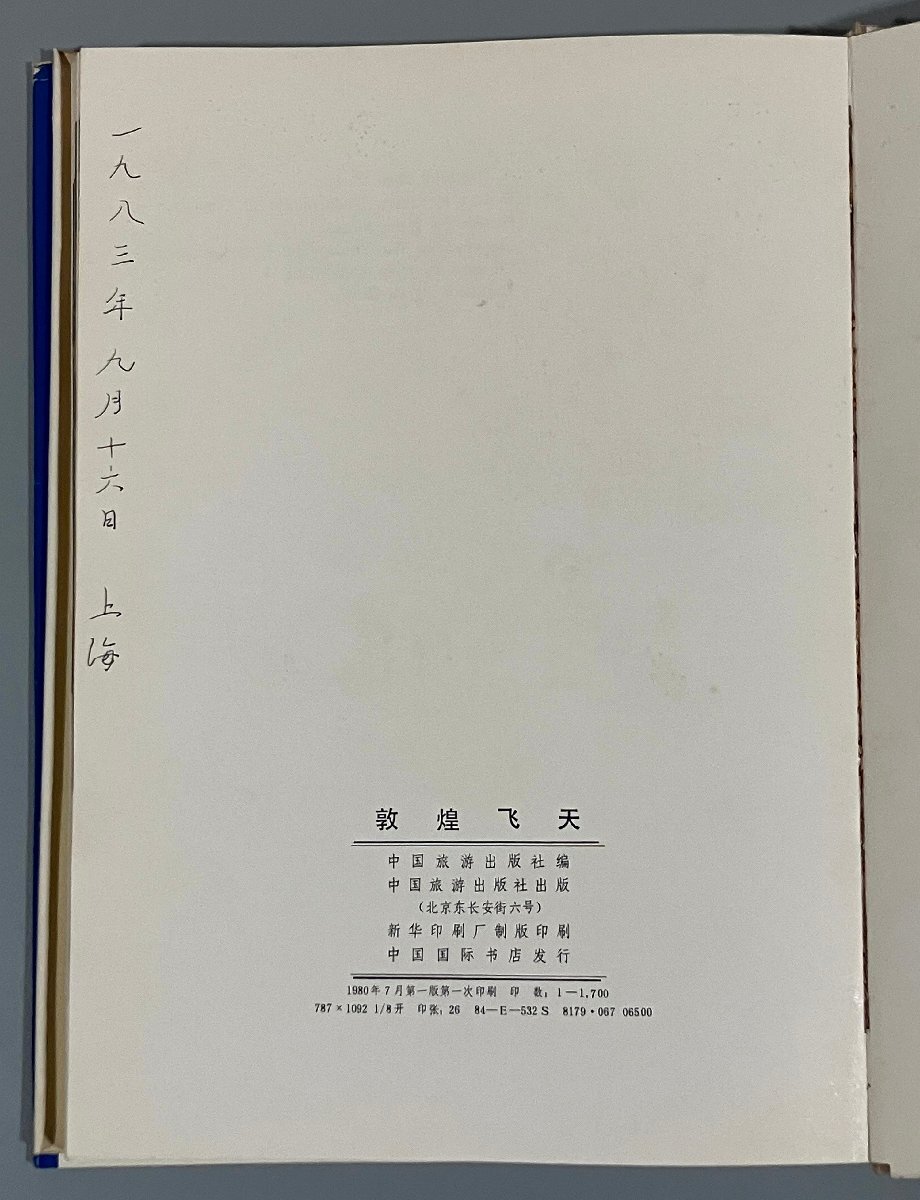 一九八三年九月十六日 上海
敦煌飞天
中国旅游出版社编
中国旅游出版社出版
(北京东长安街六号)
新华印刷厂制版印刷
中国国际书店发行
1980年7月第一版第一次印刷 印 数:1—1,700
787×1092 1/8开 印张:26 84—E—532S 8179·067 06500